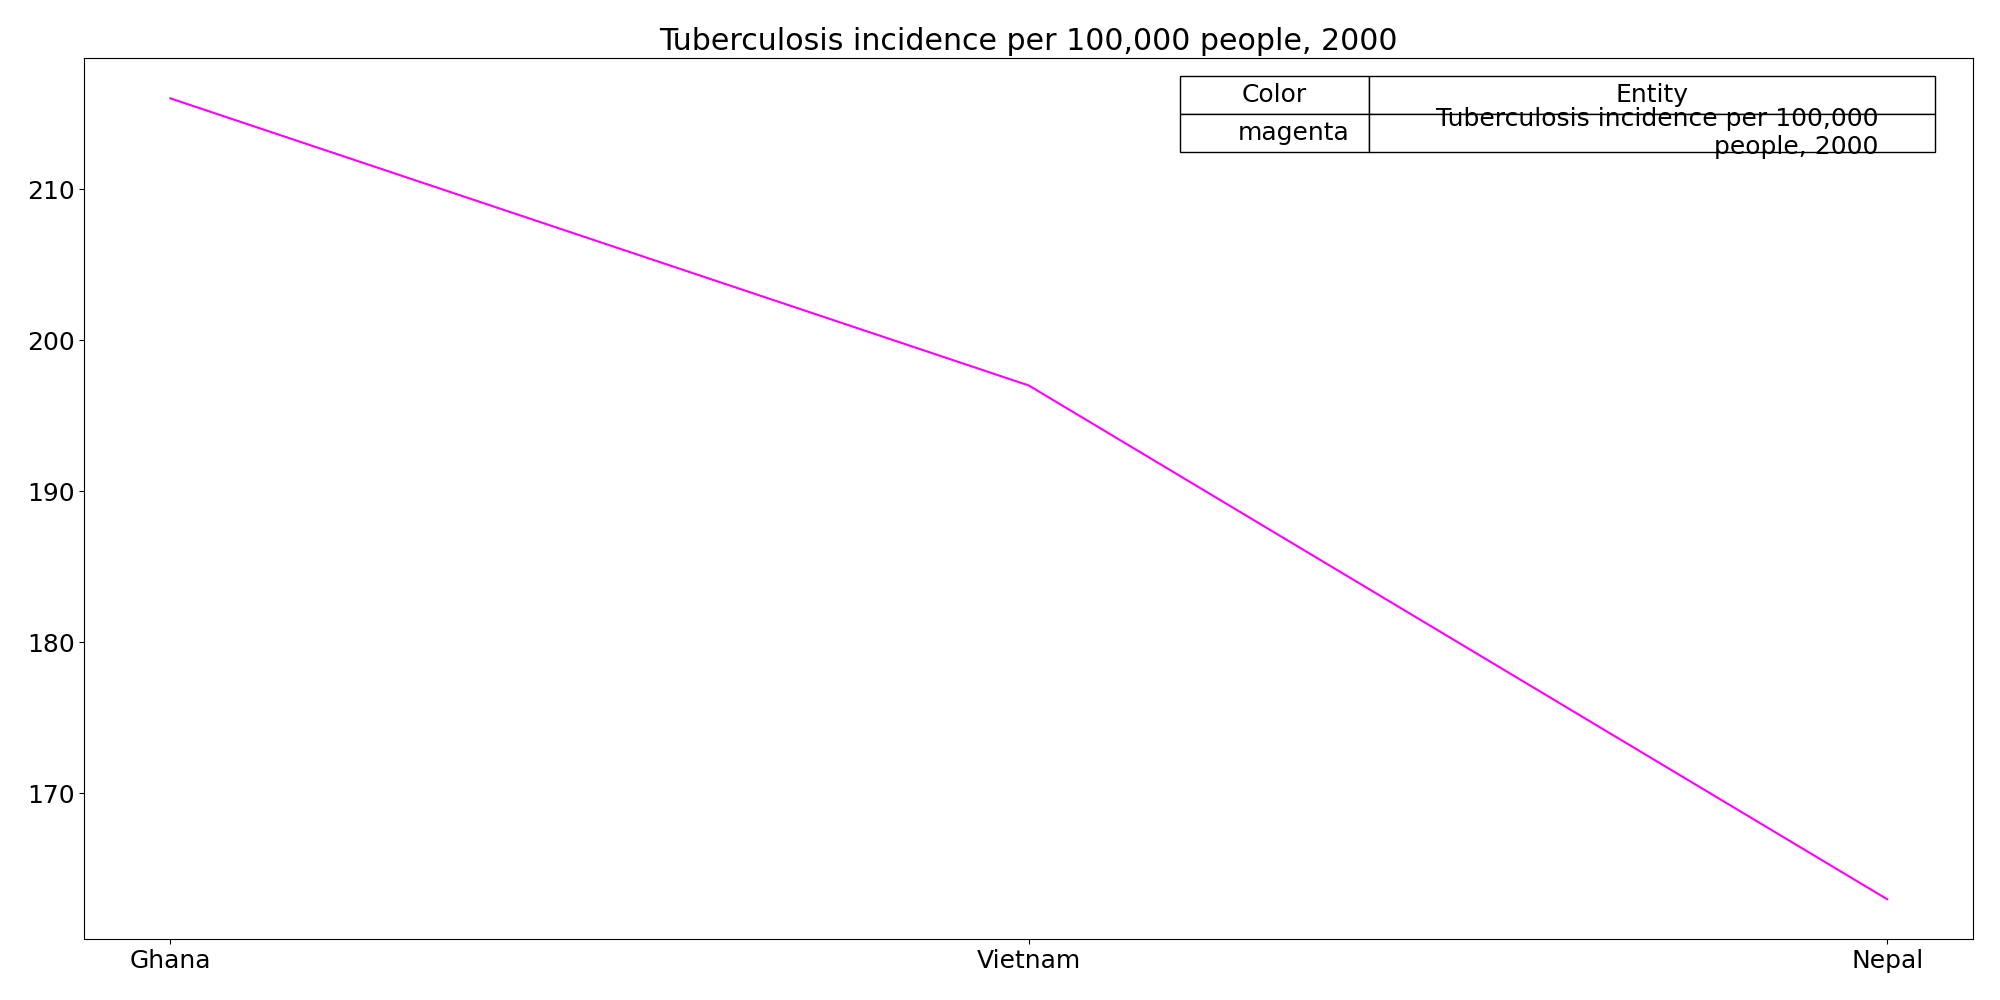 Tuberculosis incidence per 100,000 people, 2000
Color Entity
magenta Tuberculosis incidence per 100,000
people, 2000
210
200
190
180
170
Ghana Vietnam Nepal